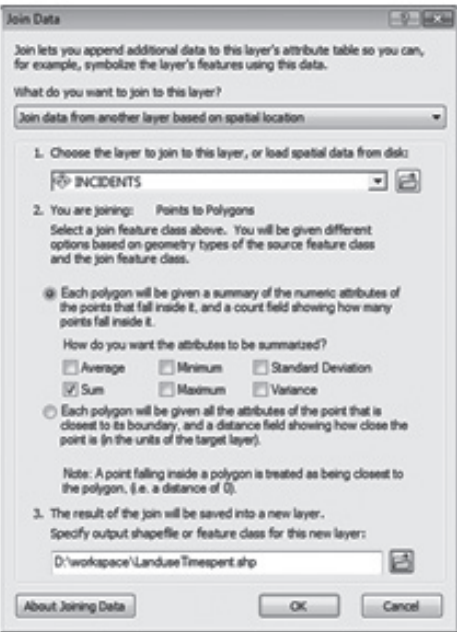 Join Data
Join lets you append additional data to this layer's attribute table so you can,
for example, symbolize the layer's features using this data.
What do you want to join to this layer?
Join data from another layer based on spatial location
1. Choose the layer to join to this layer, or load spatial data from disk:
INCIDENTS
2. You are joining: Points to Polygons
Select a join feature class above. You will be given different
options based on geometry types of the source feature class
and the join feature class.
Each polygon will be given a summary of the numeric attributes of
the points that fall inside it, and a count field showing how many
points fall inside it.
How do you want the attributes to be summarized?
Average Minimum Standard Deviation
Sum Maximum Variance
Each polygon will be given all the attributes of the point that is
closest to its boundary, and a distance field showing how close the
point is (in the units of the target layer).
Note: A point falling inside a polygon is treated as being closest to
the polygon, (i.e. a distance of 0).
3. The result of the join will be saved into a new layer.
Specify output shapefile or feature class for this new layer:
D:\workspace\LanduseTimespent.shp
About Joining Data OK Cancel